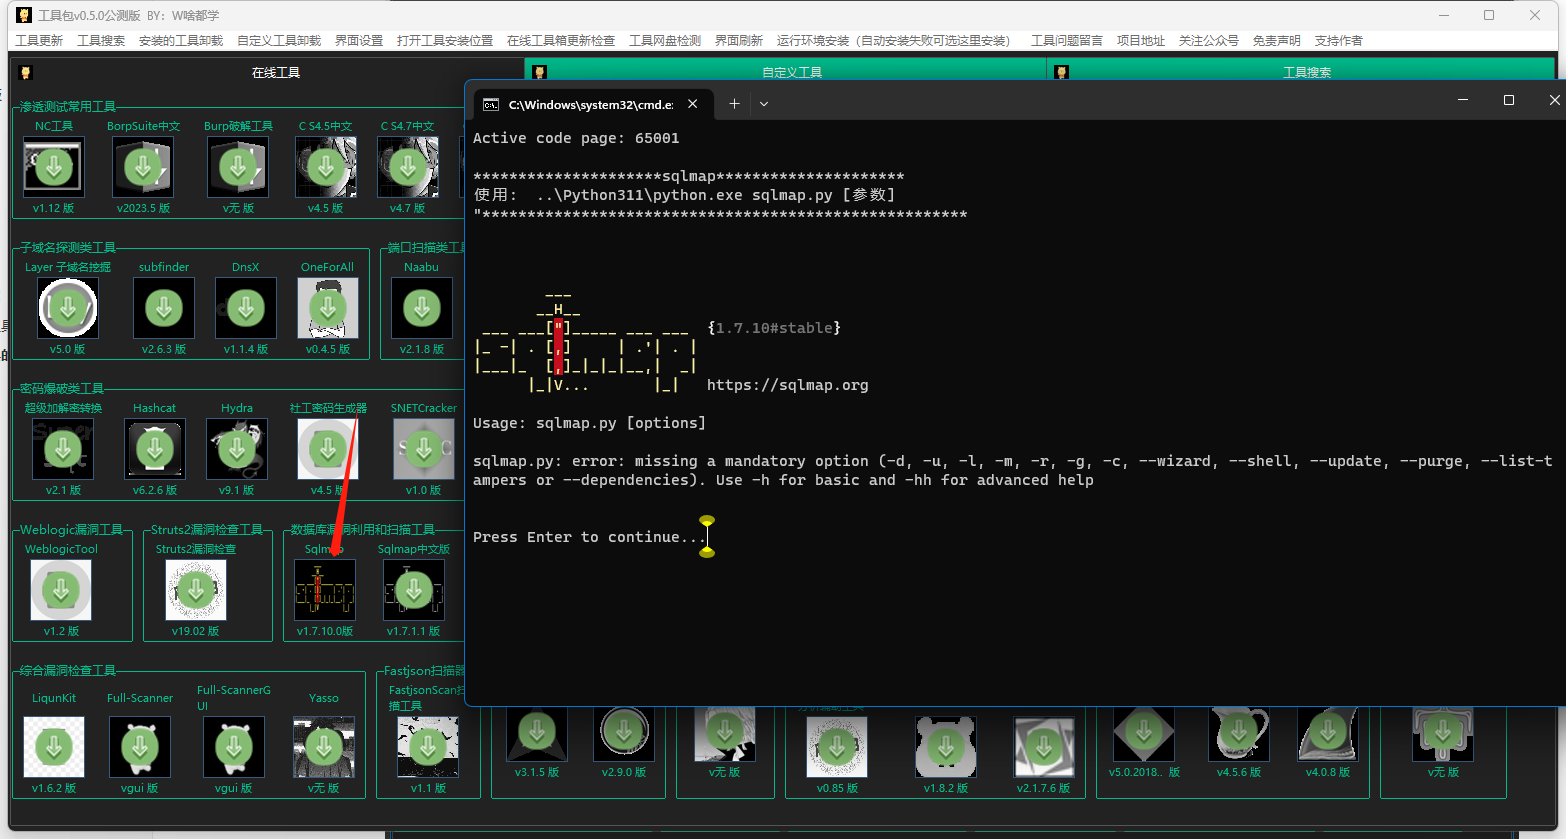 工具包v0.5.0公测版 BY：W啥都学
工具更新 工具搜索 安装的工具卸载 自定义工具卸载 界面设置 打开工具安装位置 在线工具箱更新检查 工具网盘检测 界面刷新 运行环境安装（自动安装失败可选这里安装） 工具问题留言 项目地址 关注公众号 免责声明 支持作者
在线工具 自定义工具 工具搜索
渗透测试常用工具
NC工具 BorpSuite中文 Burp破解工具 C S4.5中文 C S4.7中文
v1.12 版 v2023.5 版 v无 版 v4.5 版 v4.7 版
子域名探测类工具 端口扫描类工具
Layer 子域名挖掘 subfinder DnsX OneForAll Naabu
v5.0 版 v2.6.3 版 v1.1.4 版 v0.4.5 版 v2.1.8 版
密码爆破类工具
超级加解密转换 Hashcat Hydra 社工密码生成器 SNETCracker
v2.1 版 v6.2.6 版 v9.1 版 v4.5 版 v1.0 版
Weblogic漏洞工具 Struts2漏洞检查工具 数据库漏洞利用和扫描工具
WeblogicTool Struts2漏洞检查 Sqlmap Sqlmap中文版
v1.2 版 v19.02 版 v1.7.10.0版 v1.7.1.1 版
综合漏洞检查工具 Fastjson扫描器
LiqunKit Full-Scanner Full-ScannerG
UI Yasso FastjsonScan扫
描工具
v1.6.2 版 vgui 版 vgui 版 v无 版 v1.1 版
v3.1.5 版 v2.9.0 版 v无 版 v0.85 版 v1.8.2 版 v2.1.7.6 版 v5.0.2018.. 版 v4.5.6 版 v4.0.8 版 v无 版
C:\Windows\system32\cmd.e:
Active code page: 65001
*********************sqlmap*********************
使用: ..\Python311\python.exe sqlmap.py [参数]
"******************************************************
        ___
       __H__
 ___ ___["]_____ ___ ___  {1.7.10#stable}
|_ -| . [,]     | .'| . |
|___|_  [,]_|_|_|__,|  _|
      |_|V...       |_|   https://sqlmap.org
Usage: sqlmap.py [options]
sqlmap.py: error: missing a mandatory option (-d, -u, -l, -m, -r, -g, -c, --wizard, --shell, --update, --purge, --list-t
ampers or --dependencies). Use -h for basic and -hh for advanced help
Press Enter to continue...